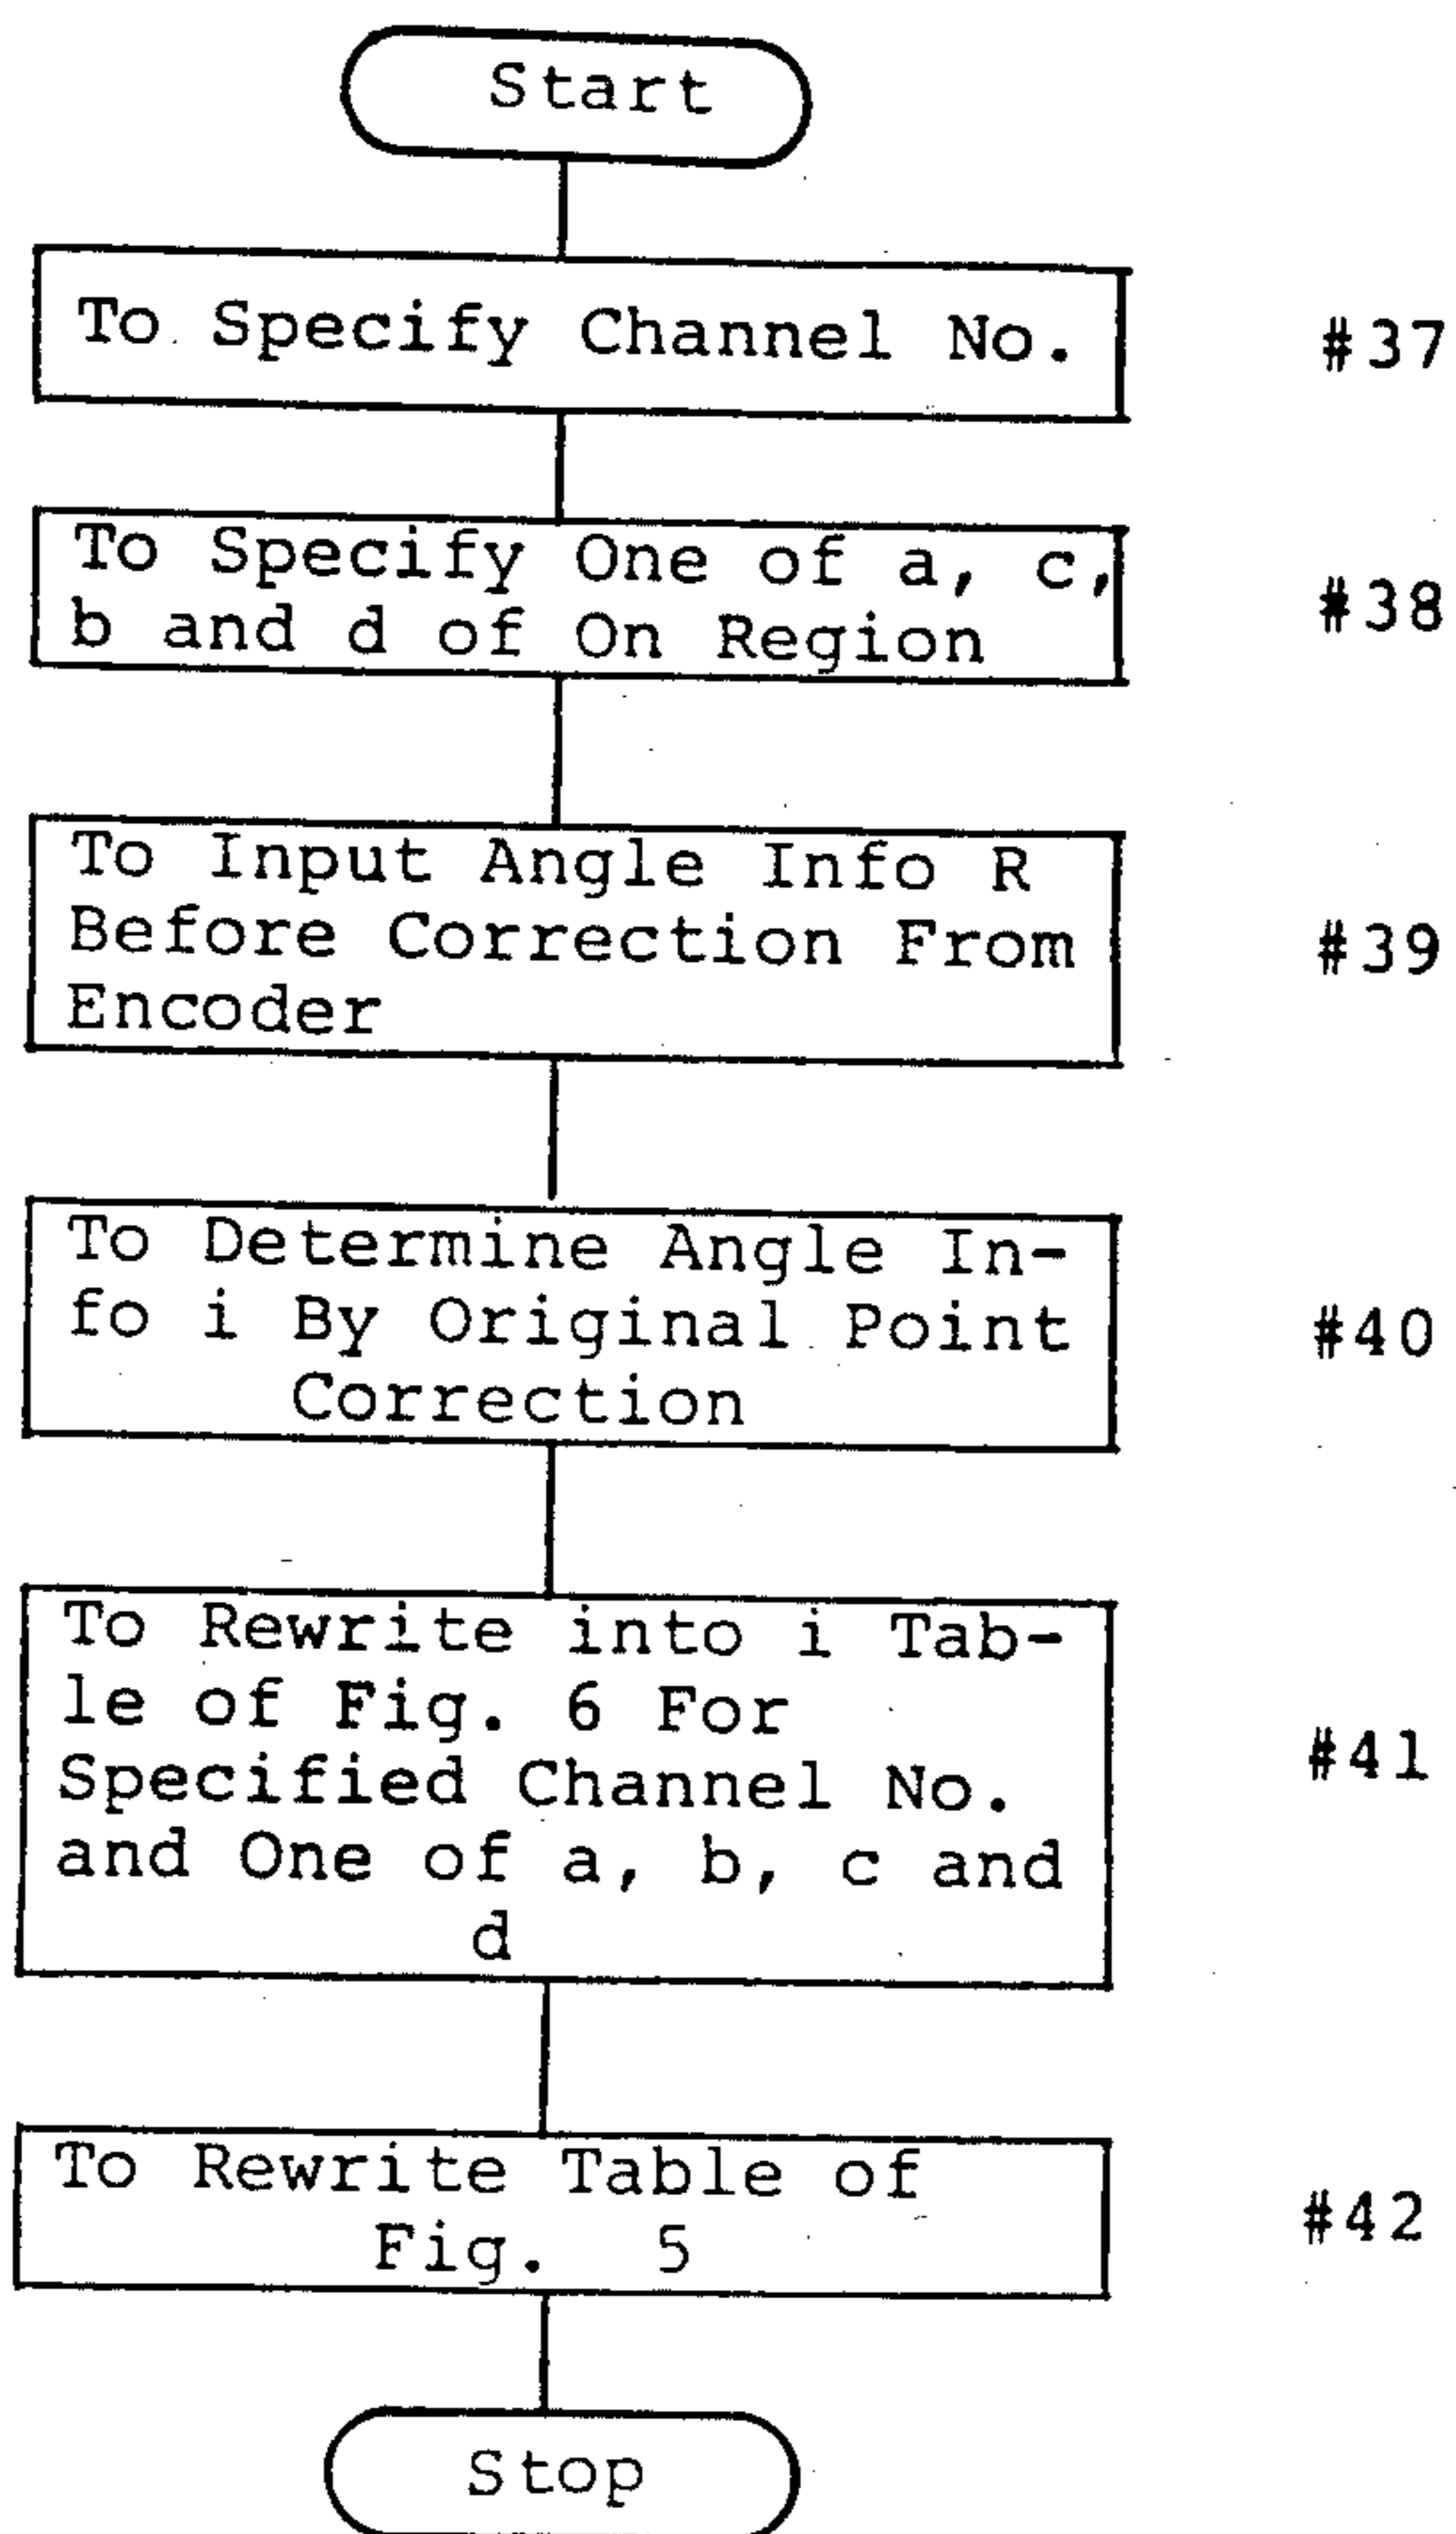 Start
To Specify Channel No.
#37
To Specify One of a, c,
b and d of On Region
#38
To Input Angle Info R
Before Correction From
Encoder
#39
To Determine Angle In-
fo i By Original Point
Correction
#40
To Rewrite into i Tab-
le of Fig. 6 For
Specified Channel No.
and One of a, b, c and
d
#41
To Rewrite Table of
Fig. 5
#42
Stop